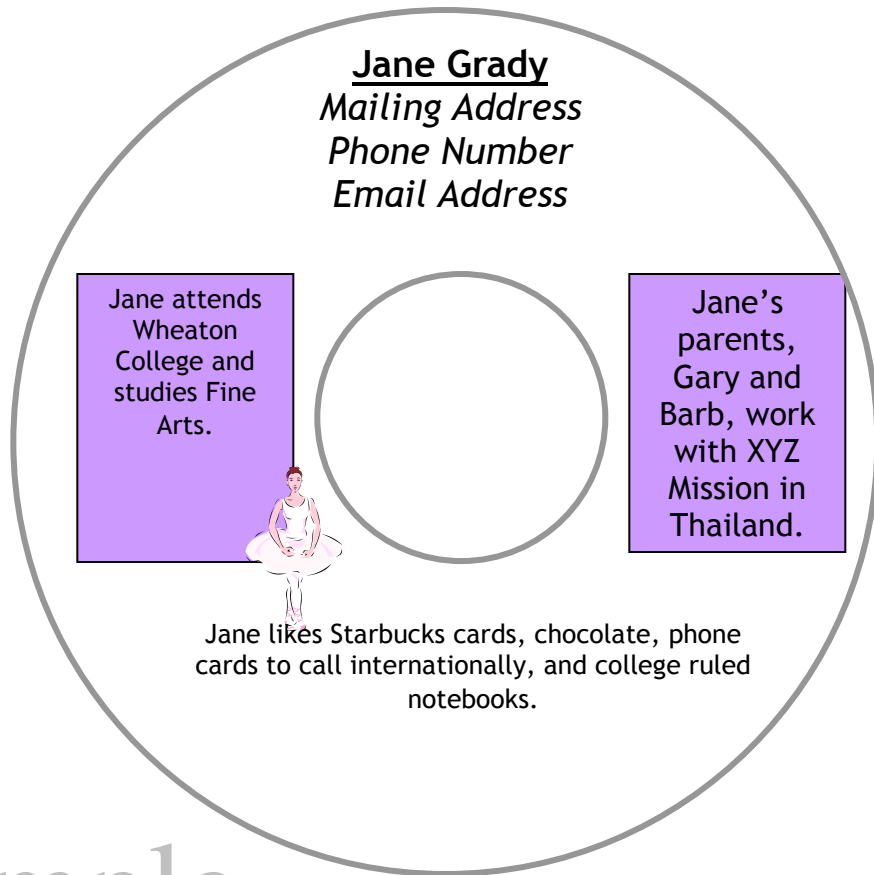 Jane Grady
Mailing Address
Phone Number
Email Address
Jane attends
Wheaton
College and
studies Fine
Arts.
Jane’s
parents,
Gary and
Barb, work
with XYZ
Mission in
Thailand.
Jane likes Starbucks cards, chocolate, phone
cards to call internationally, and college ruled
notebooks.